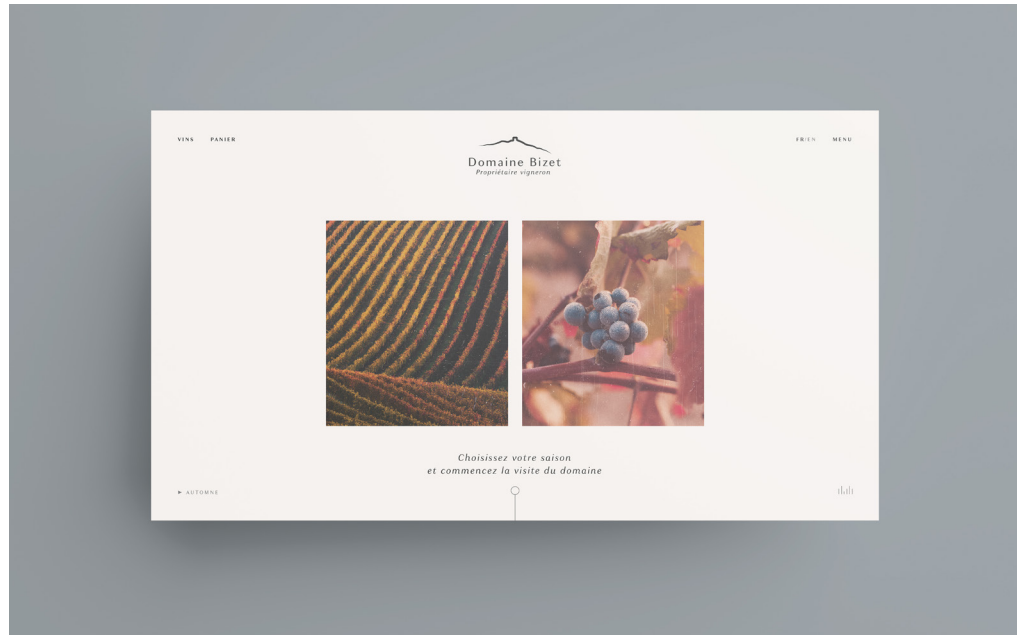 VINS PANIER
FR/EN MENU
Domaine Bizet
Propriétaire vigneron
Choisissez votre saison
et commencez la visite du domaine
► AUTOMNE